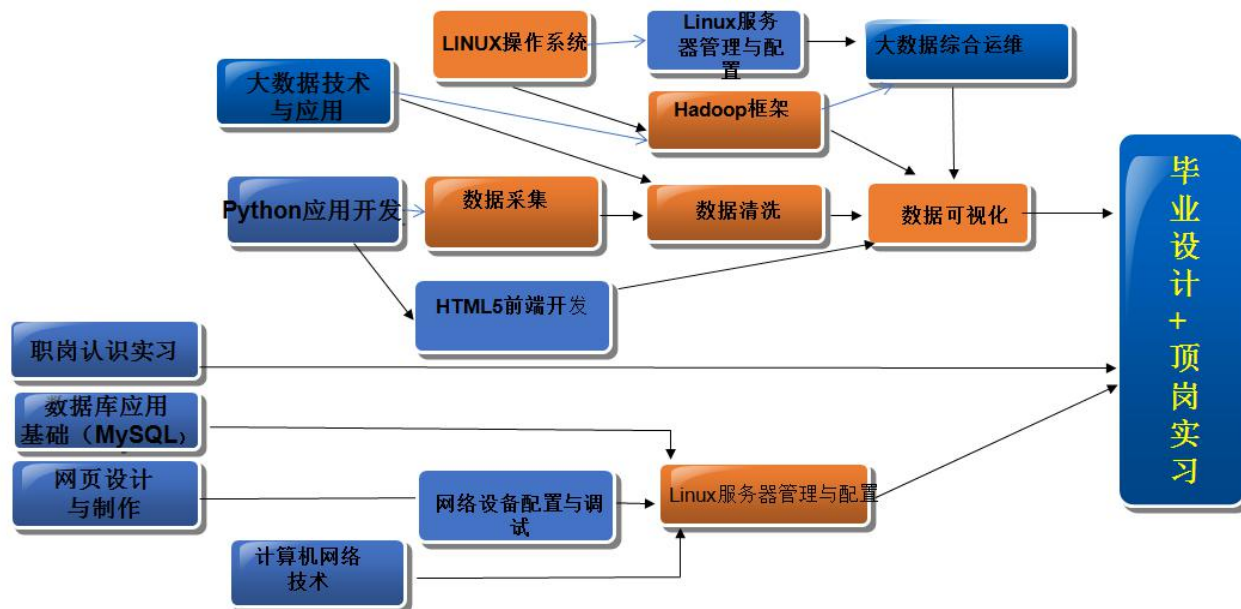 LINUX操作系统
Linux服务
器管理与配
置
大数据综合运维
大数据技术
与应用
Hadoop框架
Python应用开发
数据采集
数据清洗
数据可视化
HTML5前端开发
职岗认识实习
数据库应用
基础（MySQL）
网页设计
与制作
网络设备配置与调
试
Linux服务器管理与配置
计算机网络
技术
毕
业
设
计
+
顶
岗
实
习